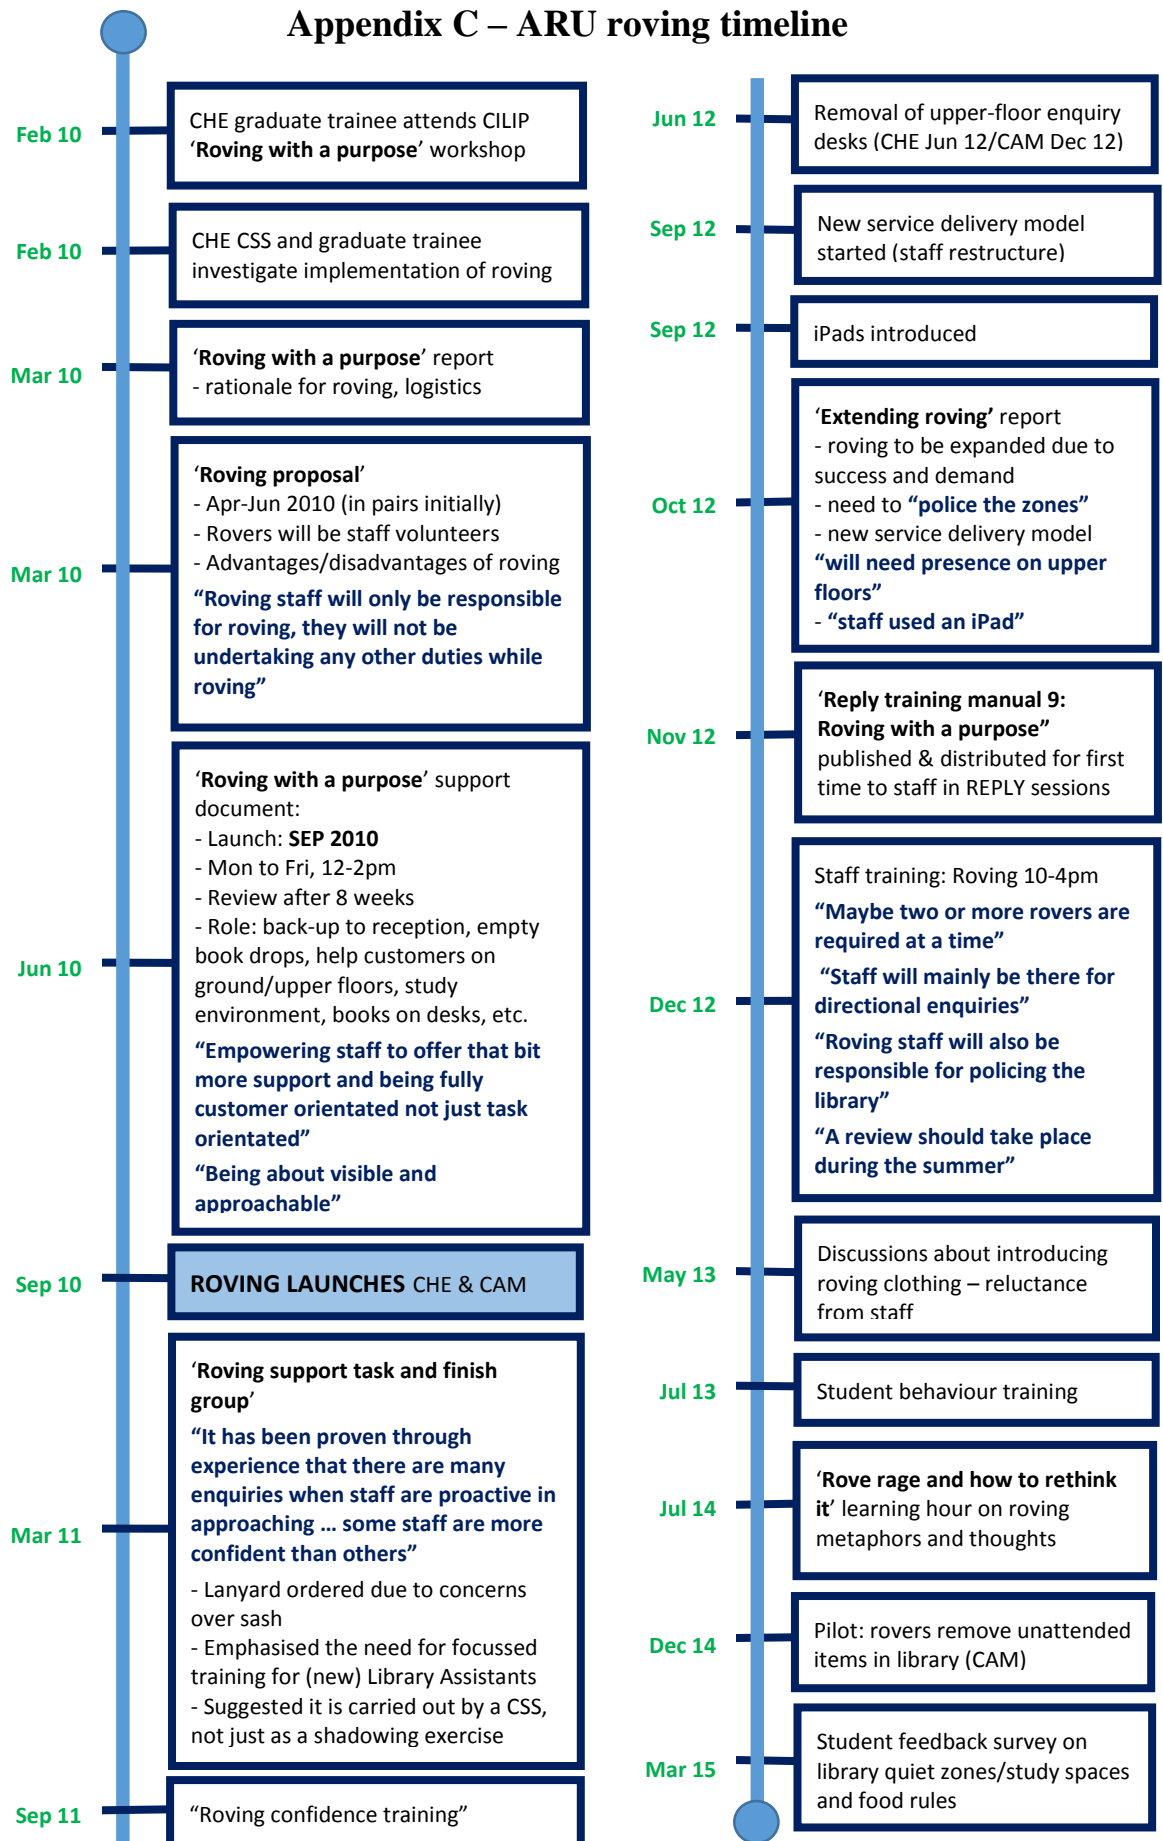 Appendix C – ARU roving timeline
Feb 10
CHE graduate trainee attends CILIP
‘Roving with a purpose’ workshop
Feb 10
CHE CSS and graduate trainee
investigate implementation of roving
Mar 10
‘Roving with a purpose’ report
- rationale for roving, logistics
Mar 10
‘Roving proposal’
- Apr-Jun 2010 (in pairs initially)
- Rovers will be staff volunteers
- Advantages/disadvantages of roving
“Roving staff will only be responsible
for roving, they will not be
undertaking any other duties while
roving”
Jun 10
‘Roving with a purpose’ support
document:
- Launch: SEP 2010
- Mon to Fri, 12-2pm
- Review after 8 weeks
- Role: back-up to reception, empty
book drops, help customers on
ground/upper floors, study
environment, books on desks, etc.
“Empowering staff to offer that bit
more support and being fully
customer orientated not just task
orientated”
“Being about visible and
approachable”
Sep 10
ROVING LAUNCHES CHE & CAM
Mar 11
‘Roving support task and finish
group’
“It has been proven through
experience that there are many
enquiries when staff are proactive in
approaching … some staff are more
confident than others”
- Lanyard ordered due to concerns
over sash
- Emphasised the need for focussed
training for (new) Library Assistants
- Suggested it is carried out by a CSS,
not just as a shadowing exercise
Sep 11
“Roving confidence training”
Jun 12
Removal of upper-floor enquiry
desks (CHE Jun 12/CAM Dec 12)
Sep 12
New service delivery model
started (staff restructure)
Sep 12
iPads introduced
Oct 12
‘Extending roving’ report
- roving to be expanded due to
success and demand
- need to “police the zones”
- new service delivery model
“will need presence on upper
floors”
- “staff used an iPad”
Nov 12
‘Reply training manual 9:
Roving with a purpose”
published & distributed for first
time to staff in REPLY sessions
Dec 12
Staff training: Roving 10-4pm
“Maybe two or more rovers are
required at a time”
“Staff will mainly be there for
directional enquiries”
“Roving staff will also be
responsible for policing the
library”
“A review should take place
during the summer”
May 13
Discussions about introducing
roving clothing – reluctance
from staff
Jul 13
Student behaviour training
Jul 14
‘Rove rage and how to rethink
it’ learning hour on roving
metaphors and thoughts
Dec 14
Pilot: rovers remove unattended
items in library (CAM)
Mar 15
Student feedback survey on
library quiet zones/study spaces
and food rules